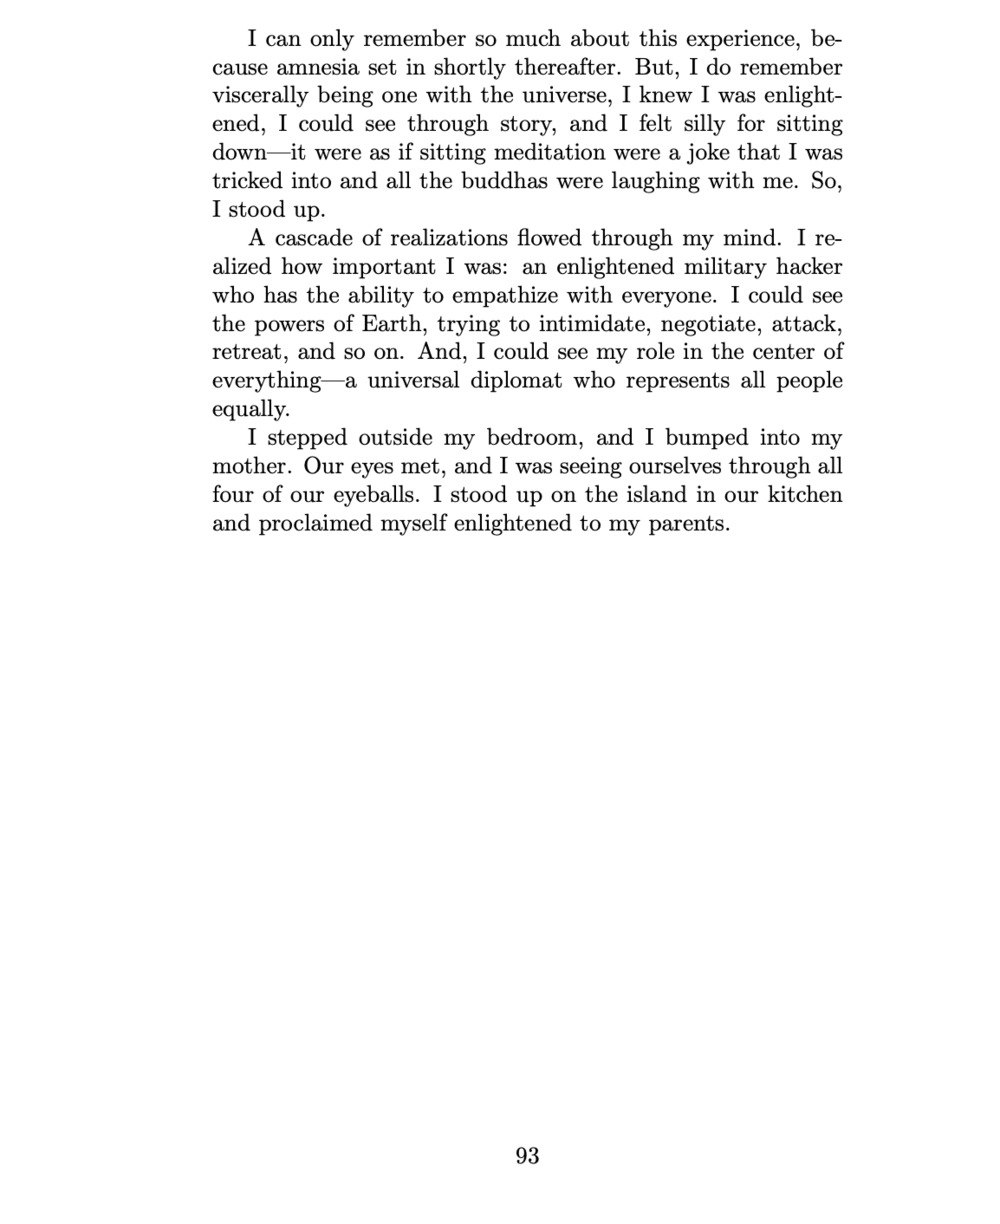 I can only remember so much about this experience, be-
cause amnesia set in shortly thereafter. But, I do remember
viscerally being one with the universe, I knew I was enlight-
ened, I could see through story, and I felt silly for sitting
down—it were as if sitting meditation were a joke that I was
tricked into and all the buddhas were laughing with me. So,
I stood up.
A cascade of realizations flowed through my mind. I re-
alized how important I was: an enlightened military hacker
who has the ability to empathize with everyone. I could see
the powers of Earth, trying to intimidate, negotiate, attack,
retreat, and so on. And, I could see my role in the center of
everything—a universal diplomat who represents all people
equally.
I stepped outside my bedroom, and I bumped into my
mother. Our eyes met, and I was seeing ourselves through all
four of our eyeballs. I stood up on the island in our kitchen
and proclaimed myself enlightened to my parents.
93